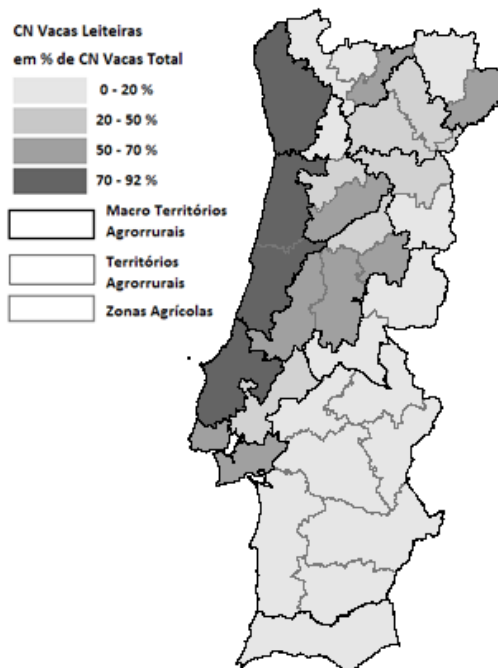 CN Vacas Leiteiras
em % de CN Vacas Total
0 - 20 %
20 - 50 %
50 - 70 %
70 - 92 %
Macro Territórios
Agrorrurais
Territórios
Agrorrurais
Zonas Agrícolas